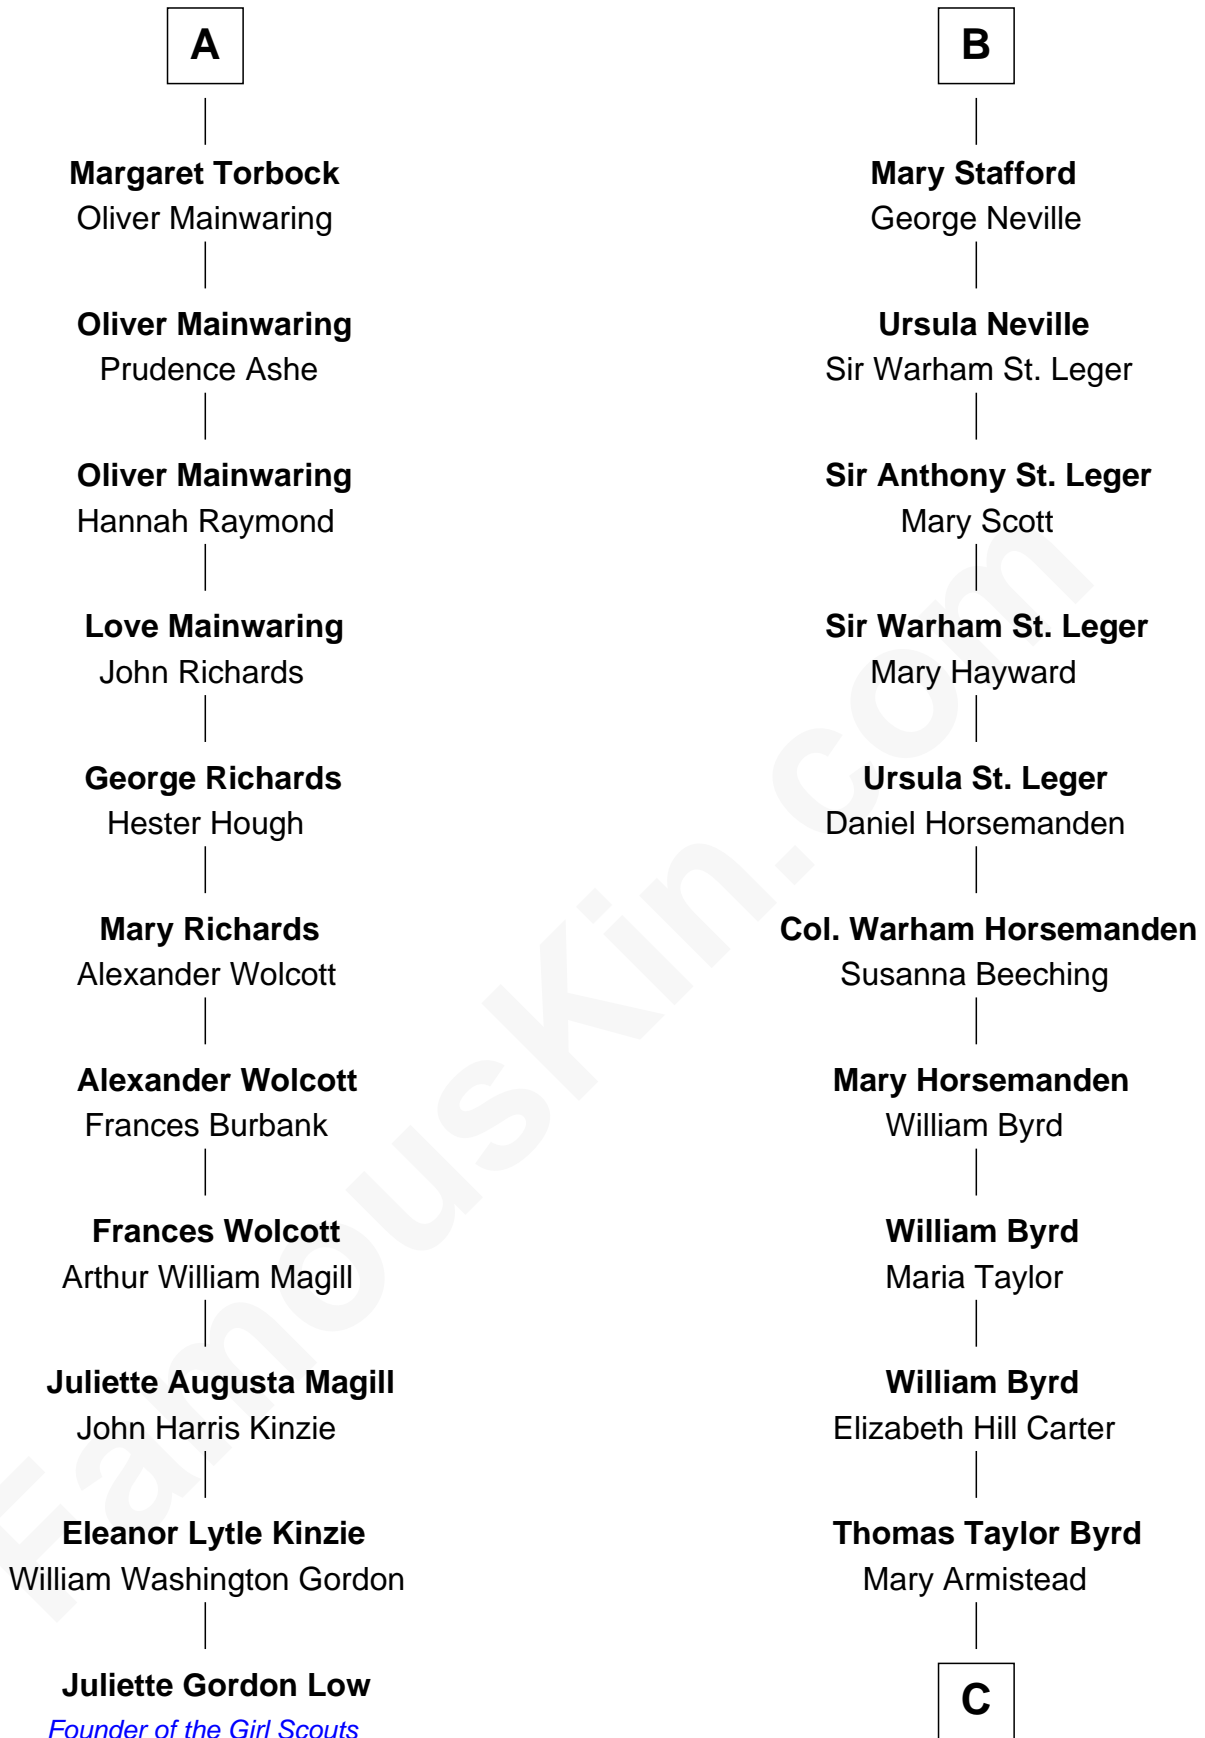 A
Margaret Torbock
Oliver Mainwaring
Oliver Mainwaring
Prudence Ashe
Oliver Mainwaring
Hannah Raymond
Love Mainwaring
John Richards
George Richards
Hester Hough
Mary Richards
Alexander Wolcott
Alexander Wolcott
Frances Burbank
Frances Wolcott
Arthur William Magill
Juliette Augusta Magill
John Harris Kinzie
Eleanor Lytle Kinzie
William Washington Gordon
Juliette Gordon Low
Founder of the Girl Scouts
B
Mary Stafford
George Neville
Ursula Neville
Sir Warham St. Leger
Sir Anthony St. Leger
Mary Scott
Sir Warham St. Leger
Mary Hayward
Ursula St. Leger
Daniel Horsemanden
Col. Warham Horsemanden
Susanna Beeching
Mary Horsemanden
William Byrd
William Byrd
Maria Taylor
William Byrd
Elizabeth Hill Carter
Thomas Taylor Byrd
Mary Armistead
C
FamousKin.com